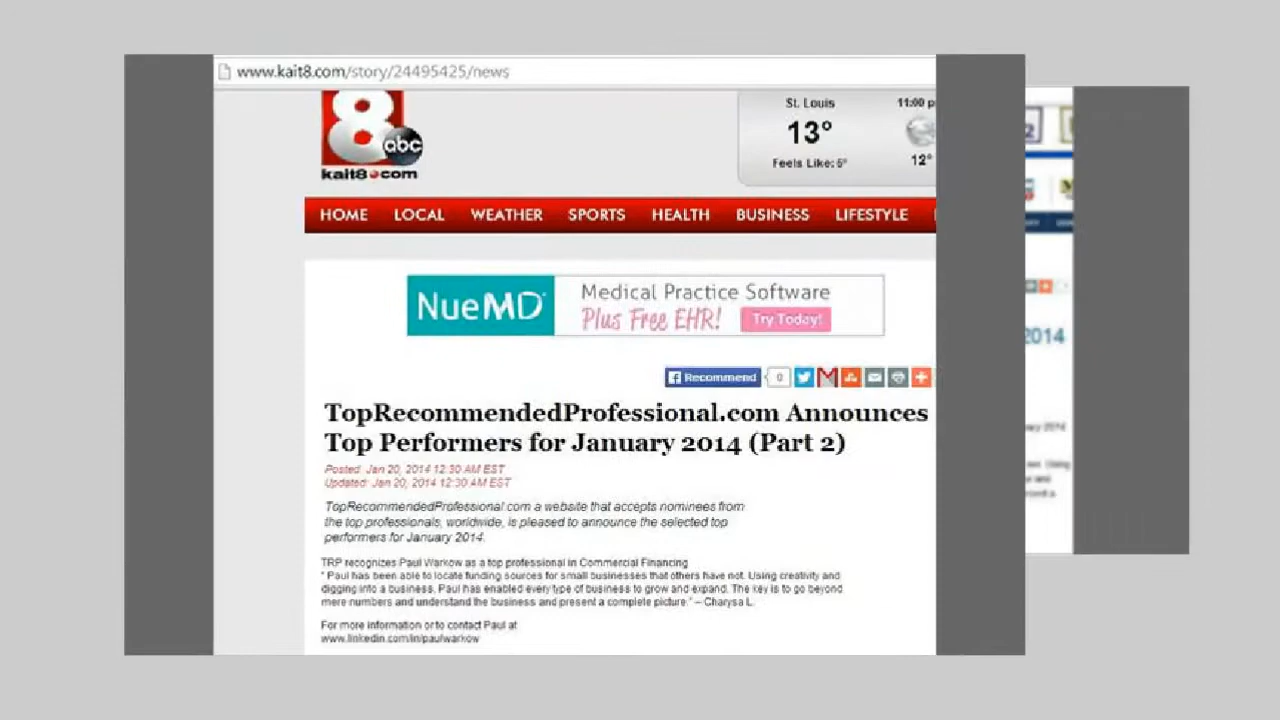 www.kait8.com/story/24495425/news
8
abc
kait8.com
St. Louis
11:00 p
13°
Feels Like: 6°
12°
HOME LOCAL WEATHER SPORTS HEALTH BUSINESS LIFESTYLE
NueMD
Medical Practice Software
Plus Free EHR!
Try Today!
Recommend
0
2014
TopRecommendedProfessional.com Announces
Top Performers for January 2014 (Part 2)
Posted: Jan 20, 2014 12:30 AM EST
Updated: Jan 20, 2014 12:30 AM EST
TopRecommendedProfessional.com a website that accepts nominees from
the top professionals, worldwide, is pleased to announce the selected top
performers for January 2014.
TRP recognizes Paul Warkow as a top professional in Commercial Financing
" Paul has been able to locate funding sources for small businesses that others have not. Using creativity and
digging into a business, Paul has enabled every type of business to grow and expand. The key is to go beyond
mere numbers and understand the business and present a complete picture." – Charysa L.
For more information or to contact Paul at
www.linkedin.com/in/paulwarkow